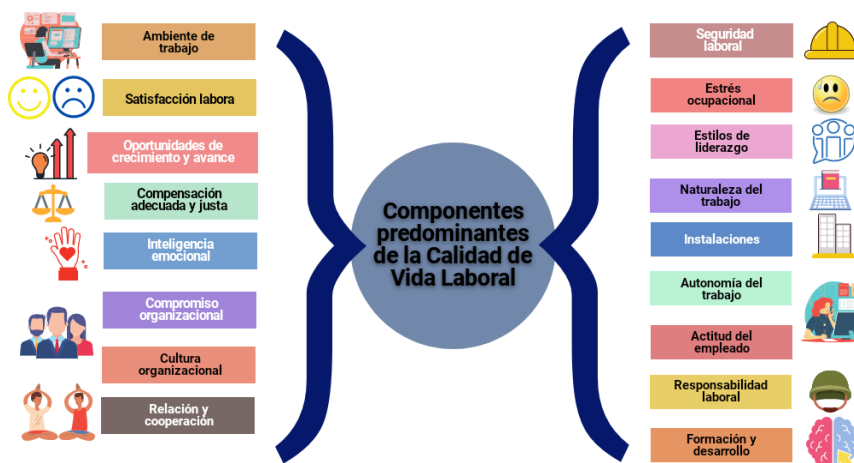 Ambiente de
trabajo
Satisfacción labora
Oportunidades de
crecimiento y avance
Compensación
adecuada y justa
Inteligencia
emocional
Compromiso
organizacional
Cultura
organizacional
Relación y
cooperación
Componentes
predominantes
de la Calidad de
Vida Laboral
Seguridad
laboral
Estrés
ocupacional
Estilos de
liderazgo
Naturaleza del
trabajo
Instalaciones
Autonomía del
trabajo
Actitud del
empleado
Responsabilidad
laboral
Formación y
desarrollo